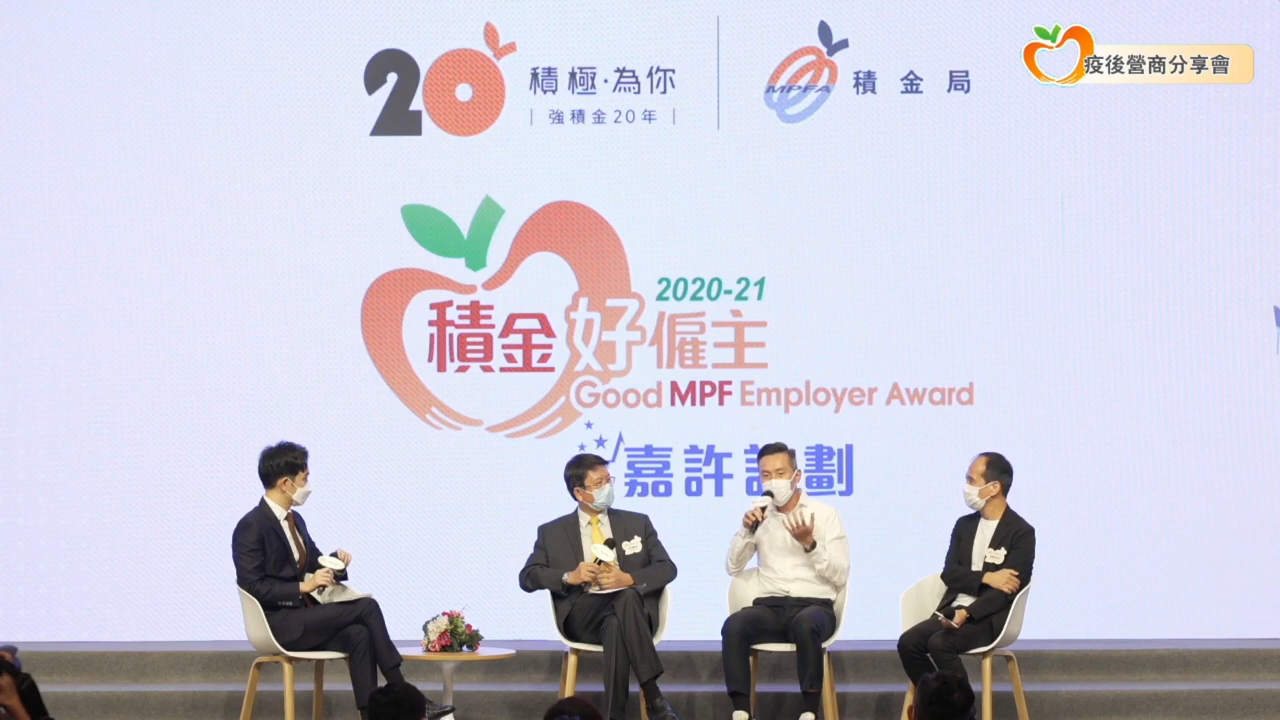 20 積極·為你
| 強積金20年 |
MPFA 積金局
疫後營商分享會
2020-21
積金好僱主
Good MPF Employer Award
嘉許計劃